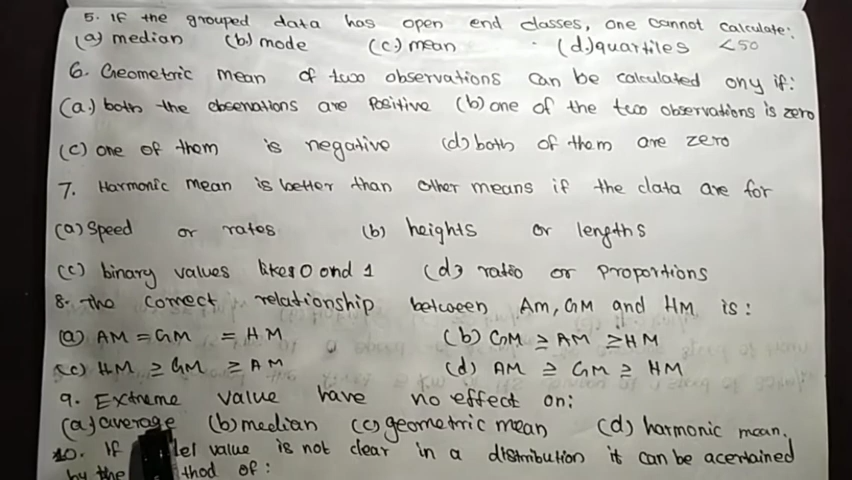 5. If the grouped data has open end classes, one cannot calculate:
(a) median (b) mode (c) mean (d) quartiles <50
6. Geometric mean of two observations can be calculated ony if:
(a) both the obsenations are Positive (b) one of the two observations is zero
(c) one of them is negative (d) both of them are zero
7. Harmonic mean is better than other means if the data are for
(a) Speed or rates (b) heights or lengths
(c) binary values likes 0 and 1 (d) ratio or Proportions
8. the correct relationship between Am, GM and HM is:
(a) AM = GM = HM (b) GM ≥ AM ≥ HM
(c) HM ≥ GM ≥ AM (d) AM ≥ GM ≥ HM
9. Extreme value have no effect on:
(a) average (b) median (c) geometric mean (d) harmonic mean.
10. If value is not clear in a distribution it can be acertained
by the of: